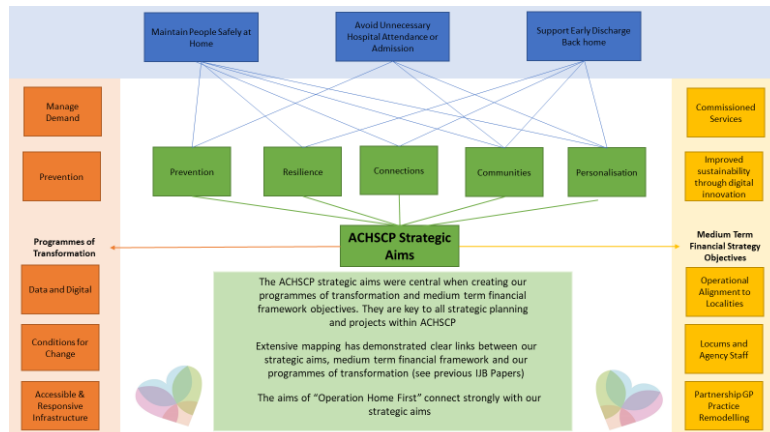 Maintain People Safely at
Home
Avoid Unnecessary
Hospital Attendance or
Admission
Support Early Discharge
Back home
Manage
Demand
Prevention
Programmes of
Transformation
Data and Digital
Conditions for
Change
Accessible &
Responsive
Infrastructure
Prevention
Resilience
Connections
Communities
Personalisation
ACHSCP Strategic
Aims
The ACHSCP strategic aims were central when creating our
programmes of transformation and medium term financial
framework objectives. They are key to all strategic planning
and projects within ACHSCP
Extensive mapping has demonstrated clear links between our
strategic aims, medium term financial framework and our
programmes of transformation (see previous IJB Papers)
The aims of “Operation Home First” connect strongly with our
strategic aims
Commissioned
Services
Improved
sustainability
through digital
innovation
Medium Term
Financial Strategy
Objectives
Operational
Alignment to
Localities
Locums and
Agency Staff
Partnership GP
Practice
Remodelling